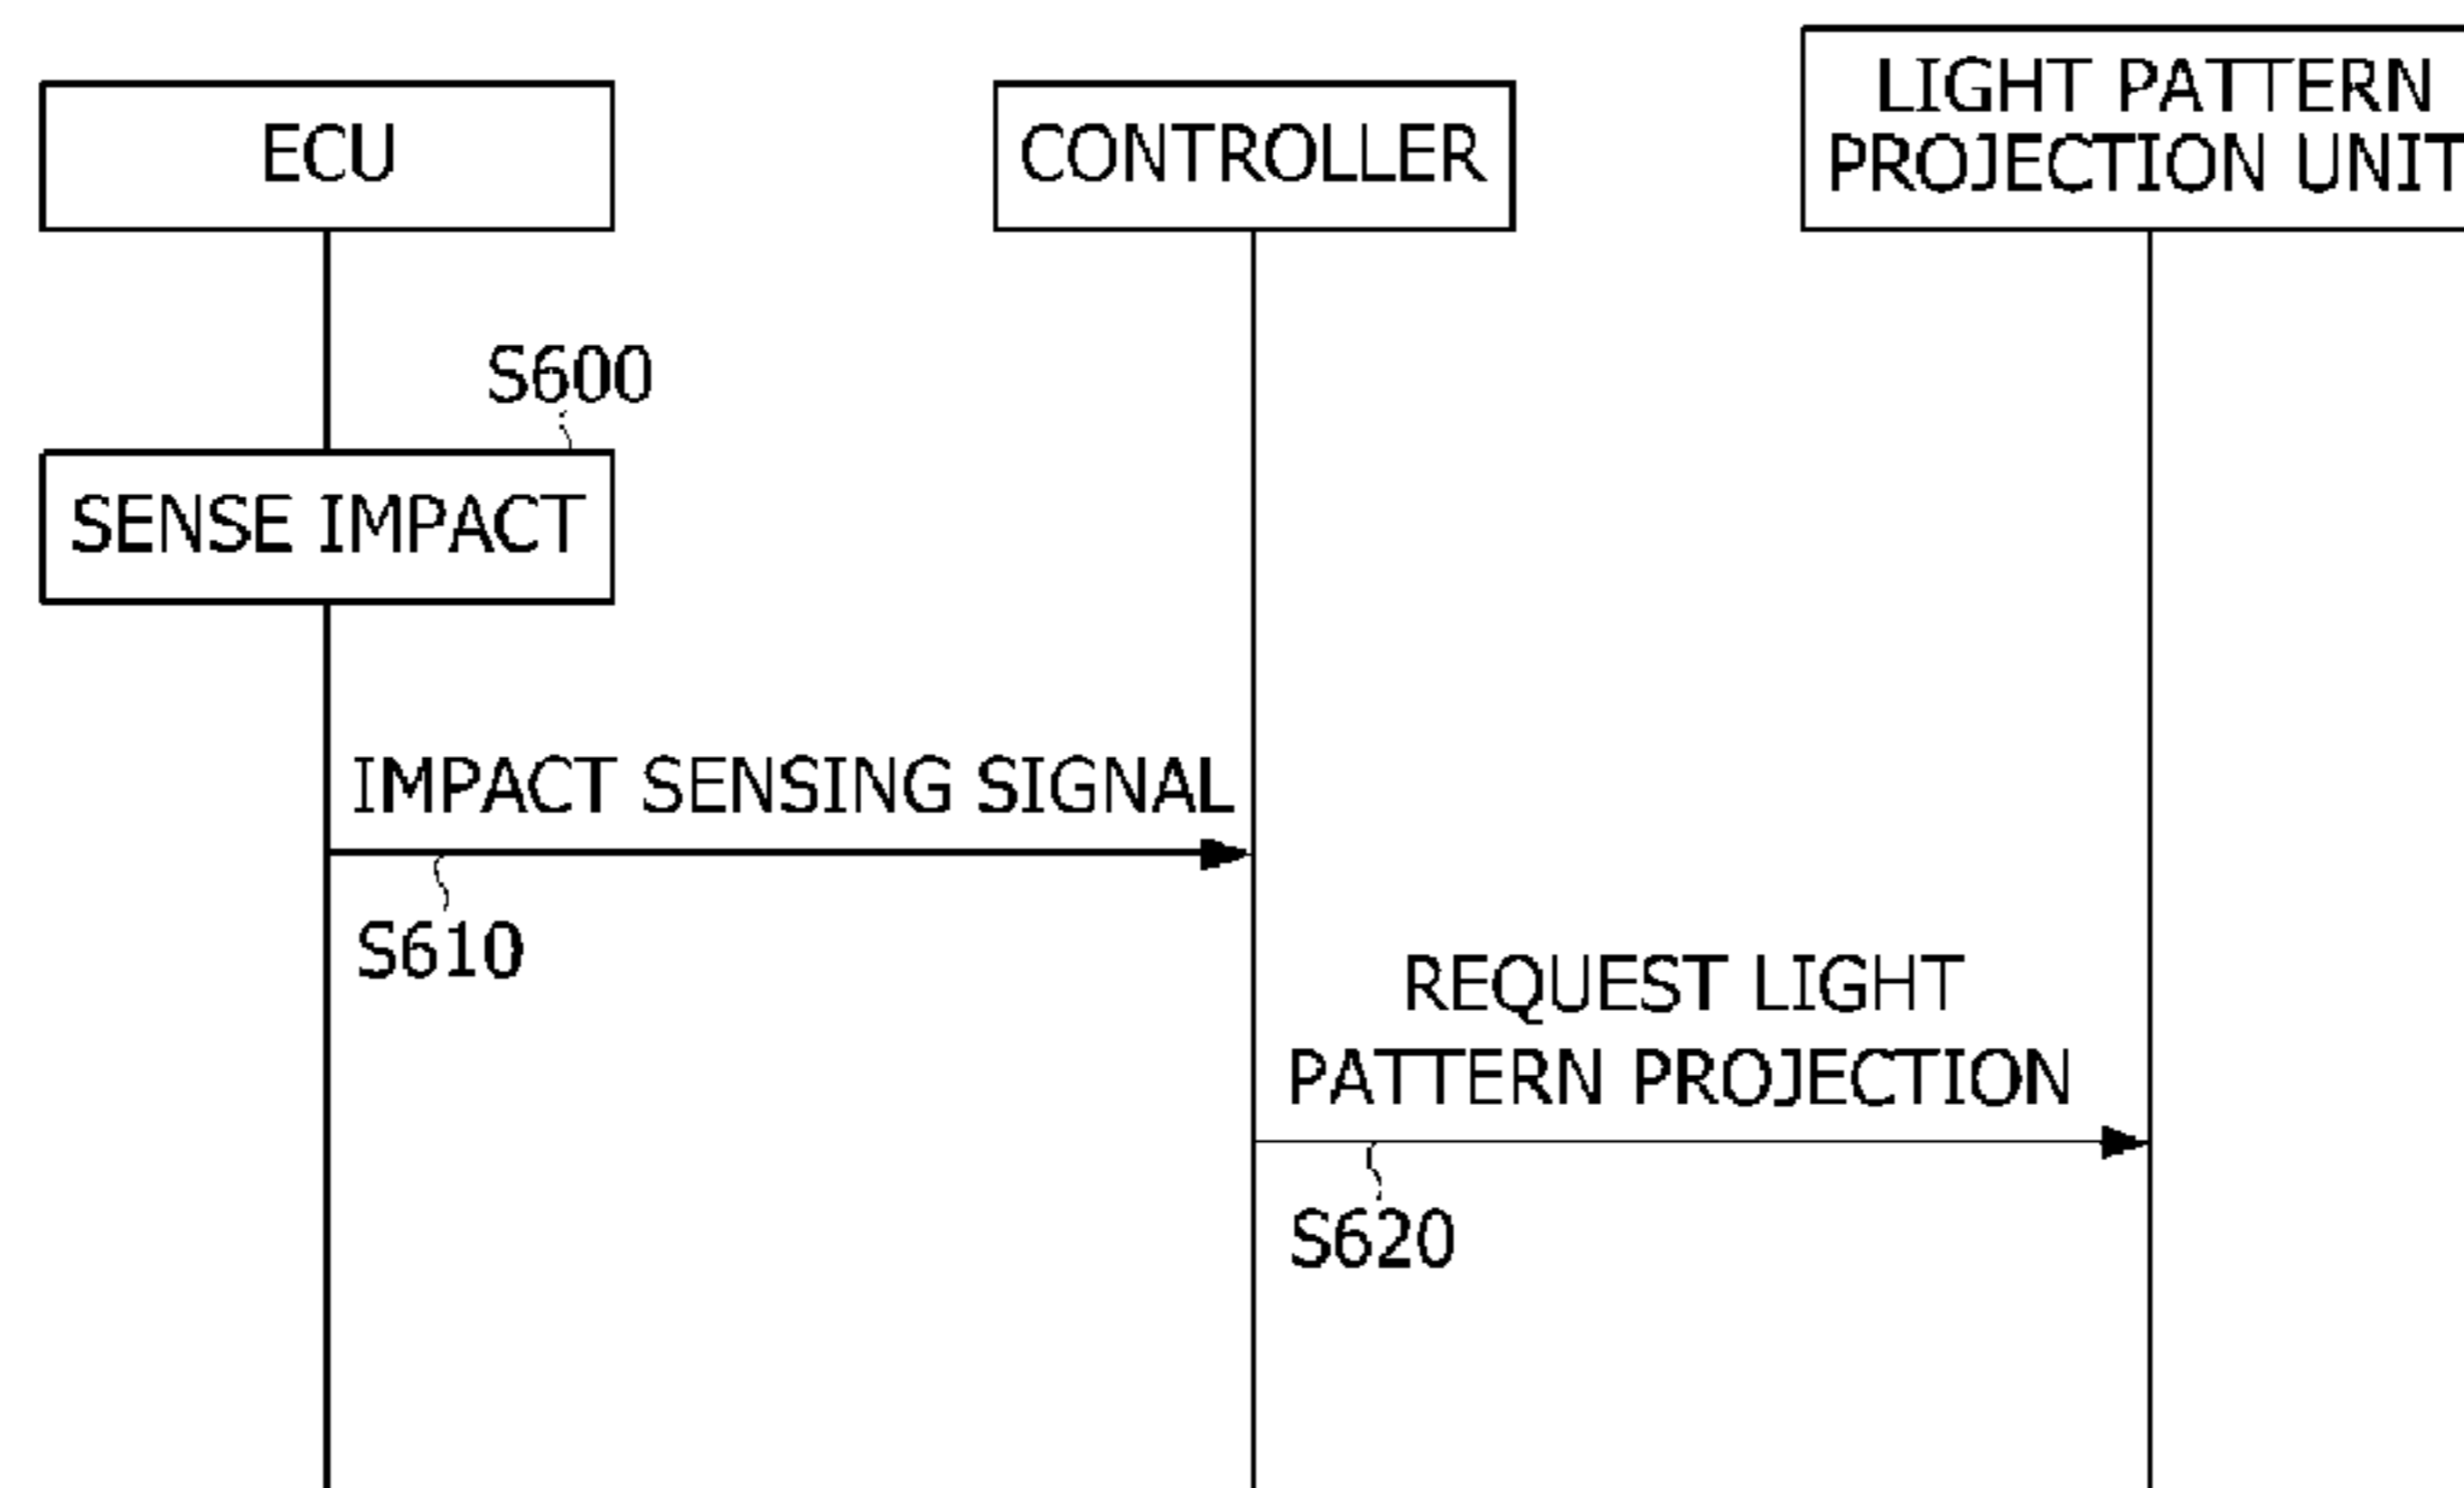 ECU
CONTROLLER
LIGHT PATTERN
PROJECTION UNIT
S600
SENSE IMPACT
IMPACT SENSING SIGNAL
S610
REQUEST LIGHT
PATTERN PROJECTION
S620